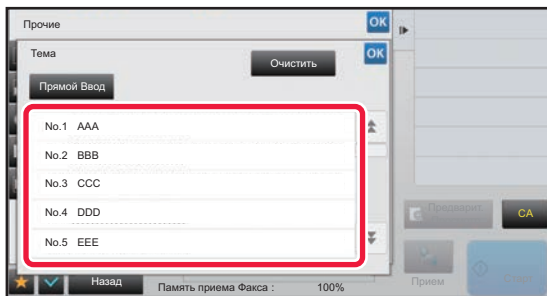 Прочие
OK
Тема
Очистить
OK
Прямой Ввод
No.1 AAA
No.2 BBB
No.3 CCC
No.4 DDD
No.5 EEE
Предварит.
CA
Назад
Память приема Факса : 100%
Прием
Старт